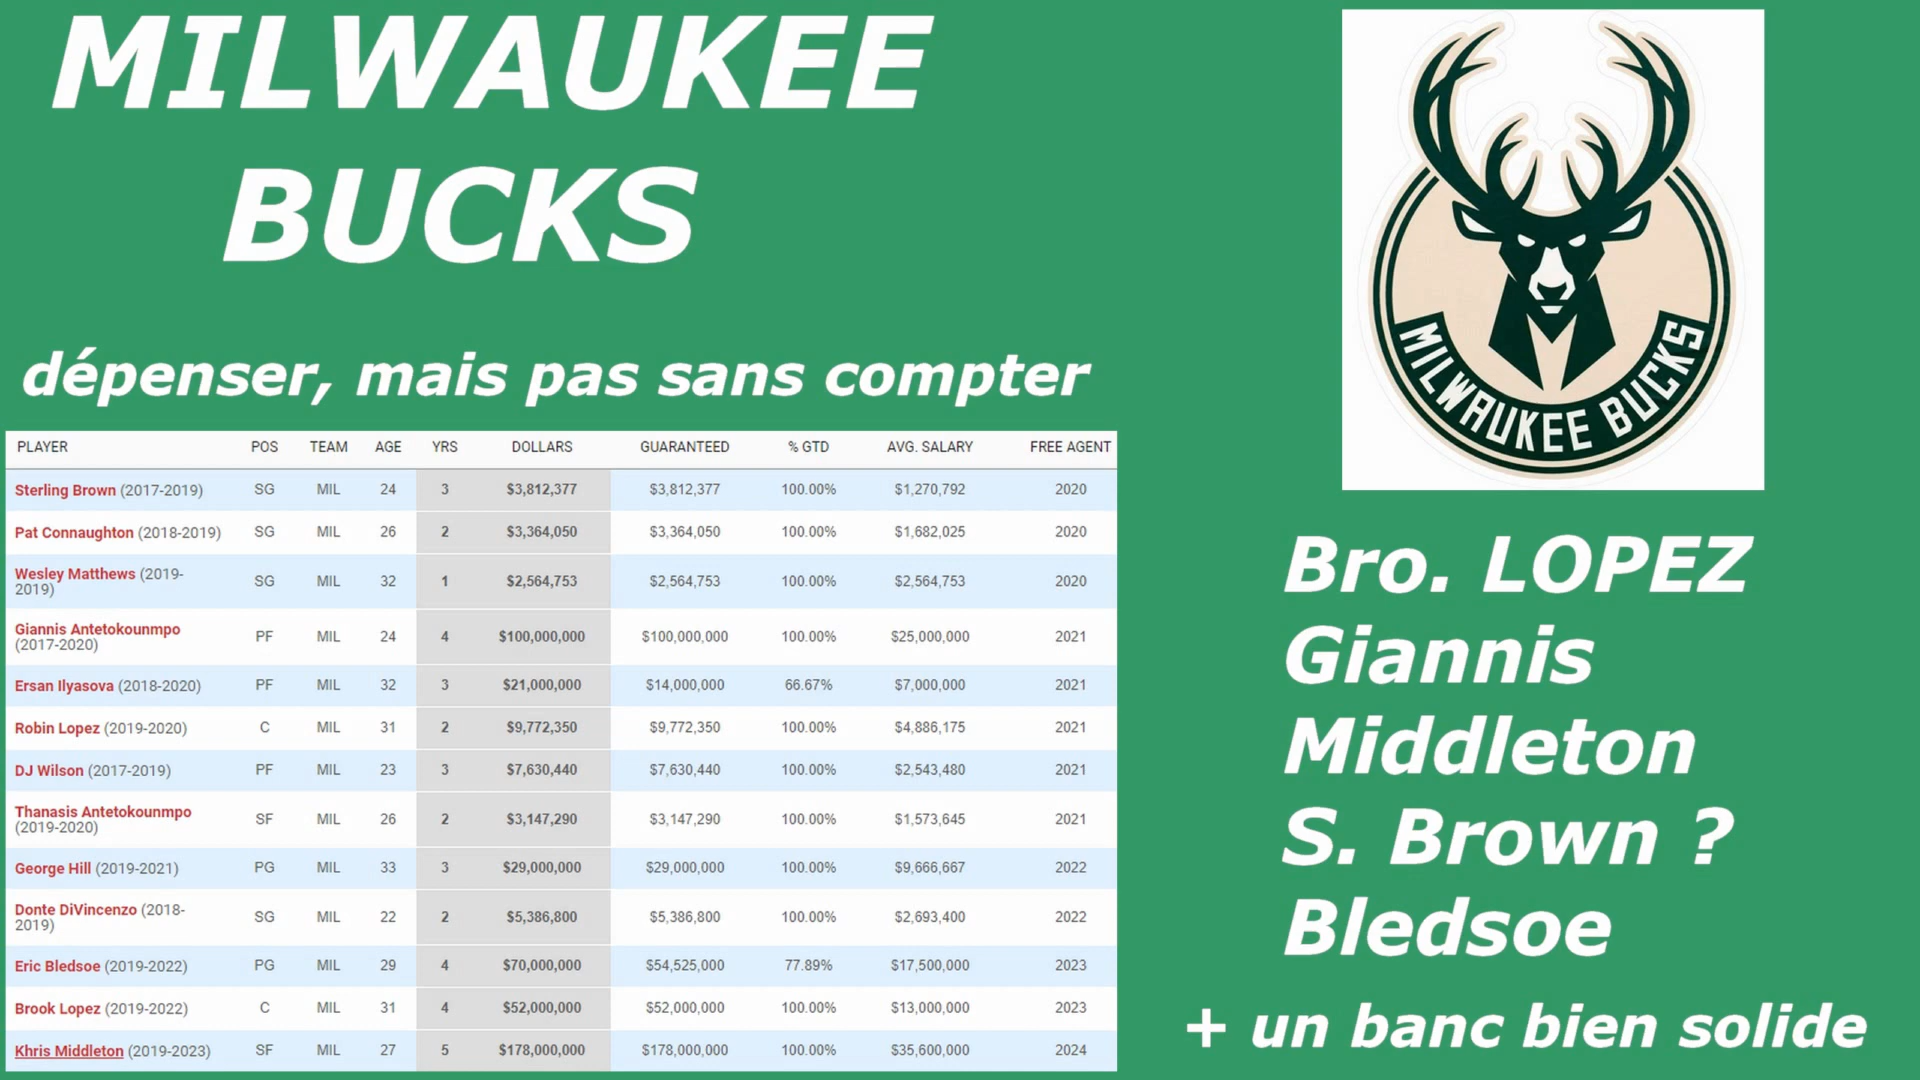 MILWAUKEE
BUCKS
dépenser, mais pas sans compter
PLAYER POS TEAM AGE YRS DOLLARS GUARANTEED % GTD AVG. SALARY FREE AGENT
Sterling Brown (2017-2019) SG MIL 24 3 $3,812,377 $3,812,377 100.00% $1,270,792 2020
Pat Connaughton (2018-2019) SG MIL 26 2 $3,364,050 $3,364,050 100.00% $1,682,025 2020
Wesley Matthews (2019-
2019) SG MIL 32 1 $2,564,753 $2,564,753 100.00% $2,564,753 2020
Giannis Antetokounmpo
(2017-2020) PF MIL 24 4 $100,000,000 $100,000,000 100.00% $25,000,000 2021
Ersan Ilyasova (2018-2020) PF MIL 32 3 $21,000,000 $14,000,000 66.67% $7,000,000 2021
Robin Lopez (2019-2020) C MIL 31 2 $9,772,350 $9,772,350 100.00% $4,886,175 2021
DJ Wilson (2017-2019) PF MIL 23 3 $7,630,440 $7,630,440 100.00% $2,543,480 2021
Thanasis Antetokounmpo
(2019-2020) SF MIL 26 2 $3,147,290 $3,147,290 100.00% $1,573,645 2021
George Hill (2019-2021) PG MIL 33 3 $29,000,000 $29,000,000 100.00% $9,666,667 2022
Donte DiVincenzo (2018-
2019) SG MIL 22 2 $5,386,800 $5,386,800 100.00% $2,693,400 2022
Eric Bledsoe (2019-2022) PG MIL 29 4 $70,000,000 $54,525,000 77.89% $17,500,000 2023
Brook Lopez (2019-2022) C MIL 31 4 $52,000,000 $52,000,000 100.00% $13,000,000 2023
Khris Middleton (2019-2023) SF MIL 27 5 $178,000,000 $178,000,000 100.00% $35,600,000 2024
MILWAUKEE BUCKS
Bro. LOPEZ
Giannis
Middleton
S. Brown ?
Bledsoe
+ un banc bien solide